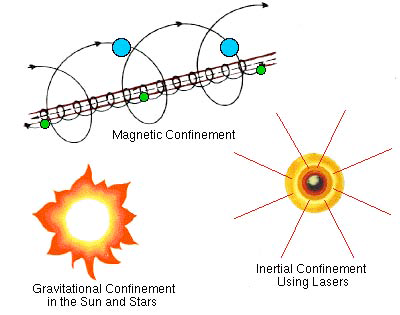 Magnetic Confinement
Gravitational Confinement
in the Sun and Stars
Inertial Confinement
Using Lasers